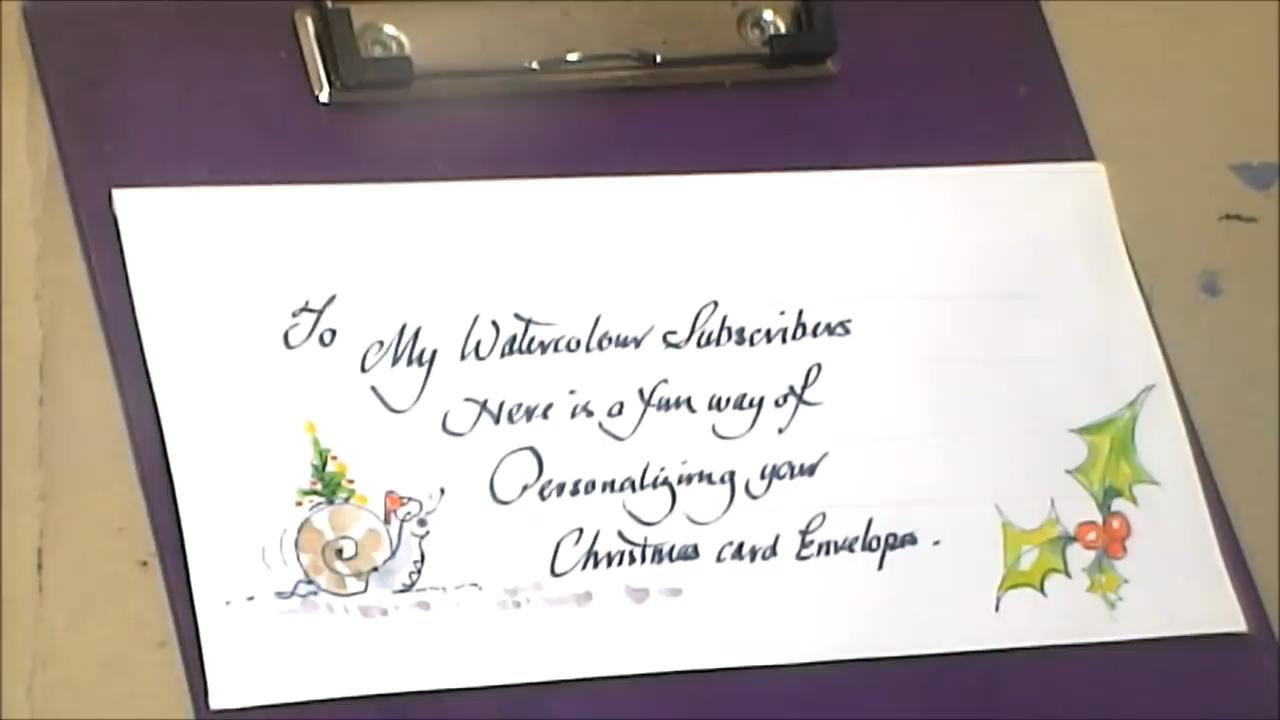 To My Watercolour Subscribers
Here is a fun way of
Personalizing your
Christmas card Envelopes.